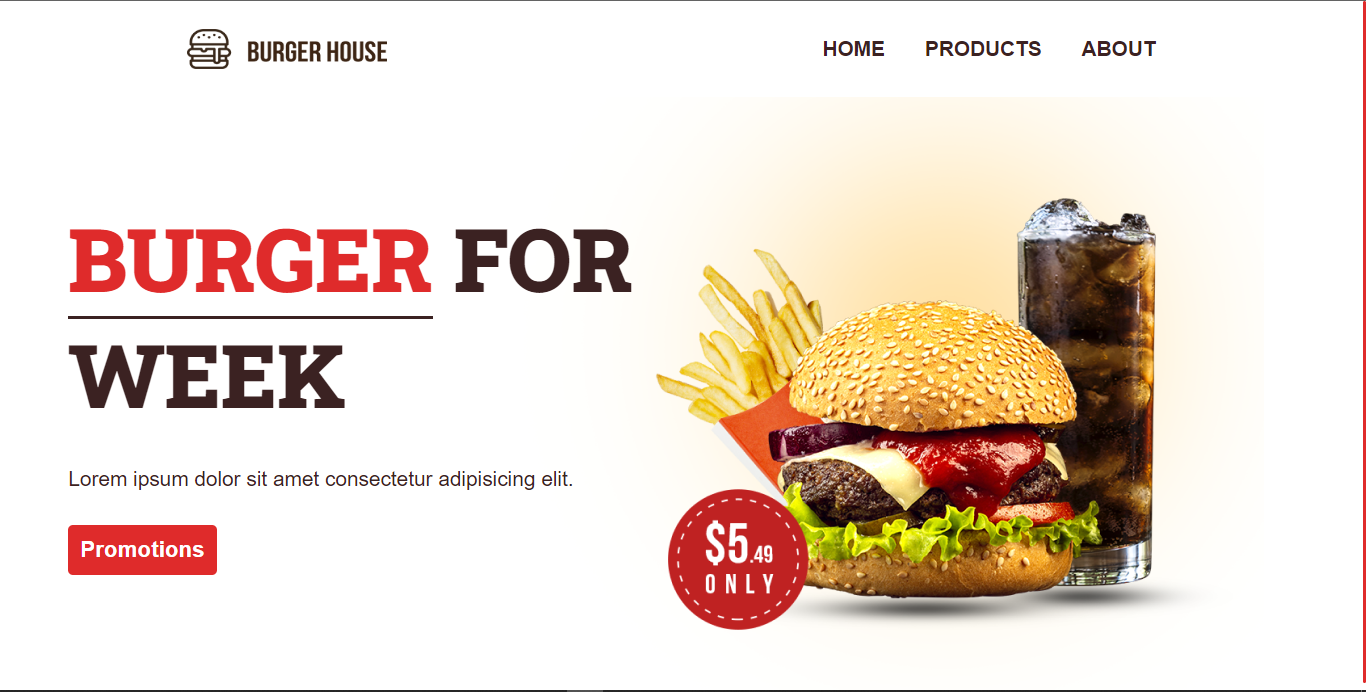 BURGER HOUSE
HOME PRODUCTS ABOUT
BURGER FOR
WEEK
Lorem ipsum dolor sit amet consectetur adipisicing elit.
Promotions
$5.49
ONLY